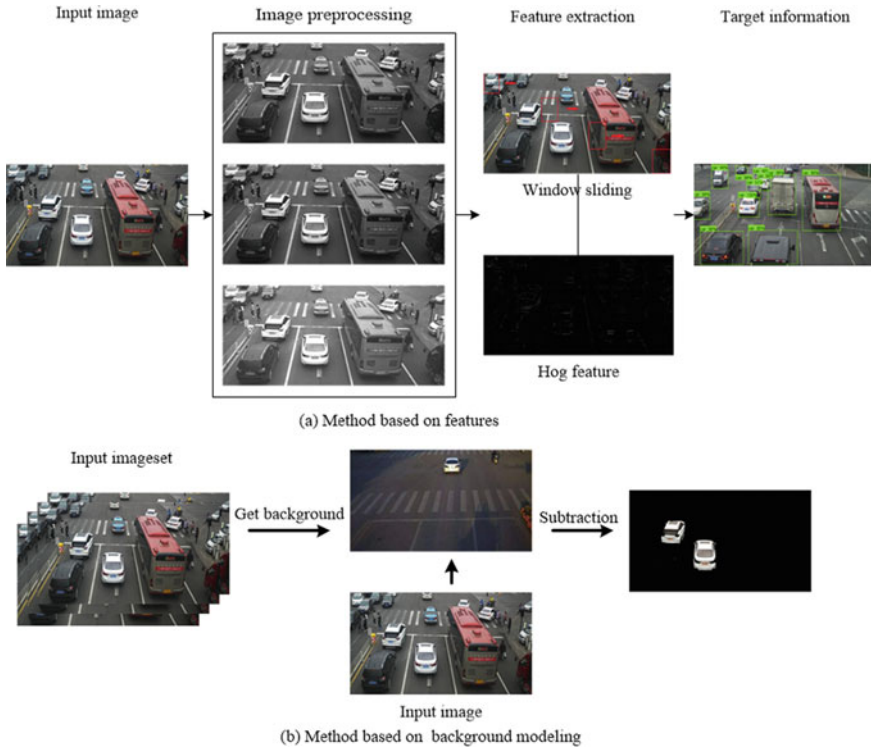 Input image
Image preprocessing
Feature extraction
Target information
Window sliding
Hog feature
(a) Method based on features
Input imageset
Get background
Subtraction
Input image
(b) Method based on background modeling